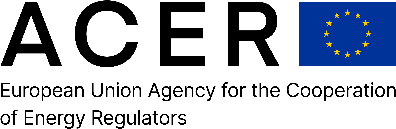 ACER
European Union Agency for the Cooperation
of Energy Regulators